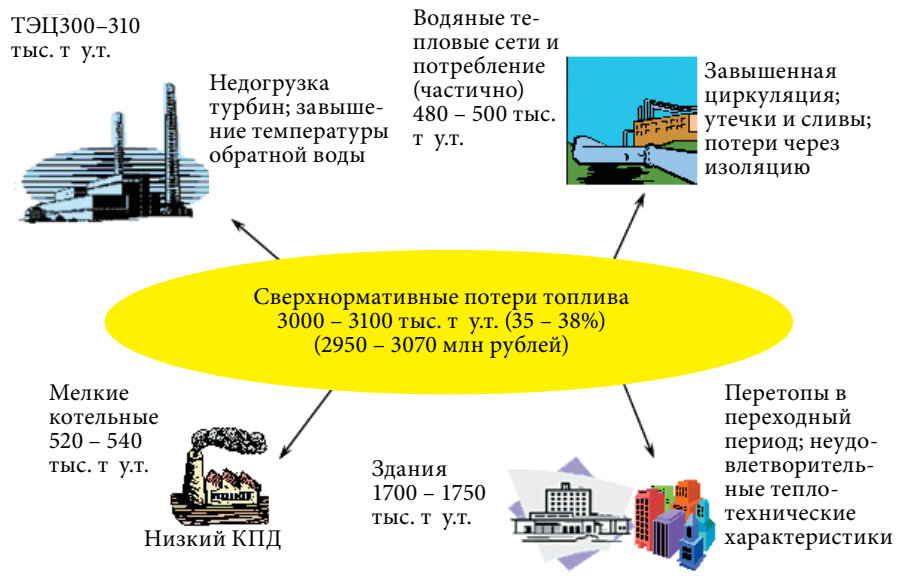 ТЭЦ300–310
тыс. т у.т.
Недогрузка
турбин; завыше-
ние температуры
обратной воды
Водяные те-
пловые сети и
потребление
(частично)
480 – 500 тыс.
т у.т.
Завышенная
циркуляция;
утечки и сливы;
потери через
изоляцию
Сверхнормативные потери топлива
3000 – 3100 тыс. т у.т. (35 – 38%)
(2950 – 3070 млн рублей)
Мелкие
котельные
520 – 540
тыс. т у.т.
Низкий КПД
Здания
1700 – 1750
тыс. т у.т.
Перетопы в
переходный
период; неудо-
влетворитель-
ные тепло-
технические
характеристики